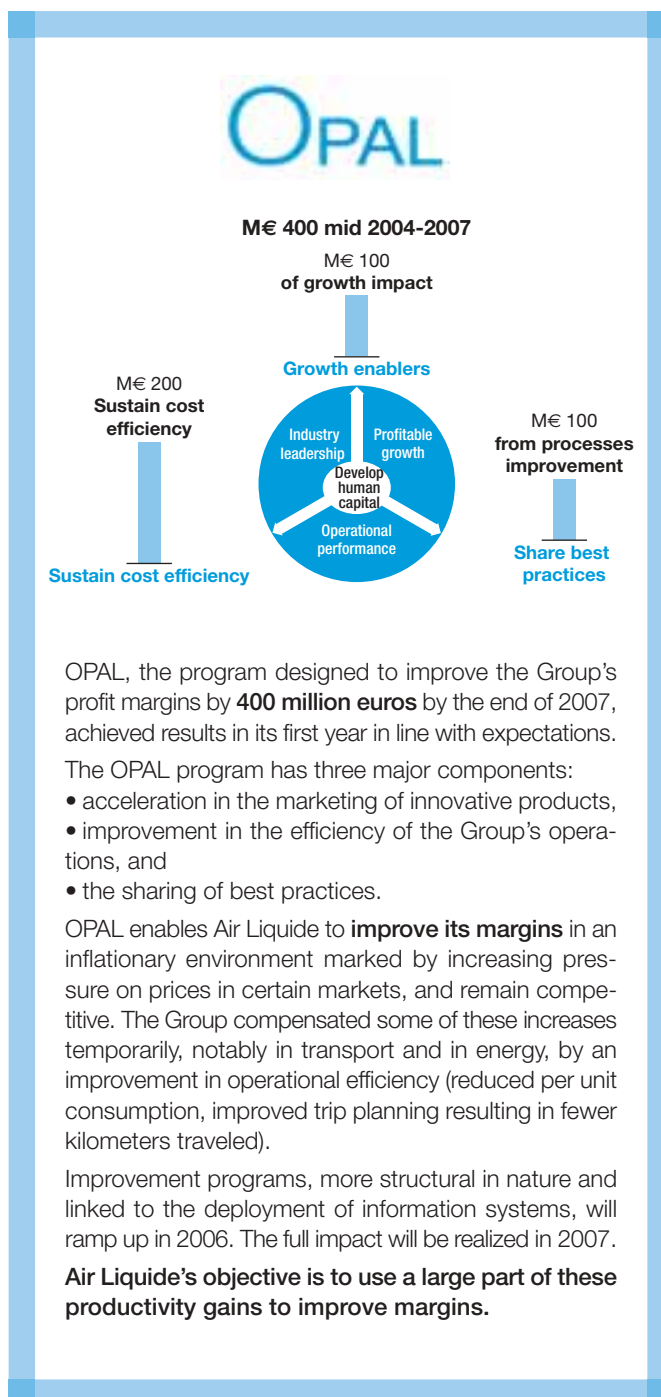 OPAL
M€ 400 mid 2004-2007
M€ 100
of growth impact
Growth enablers
M€ 200
Sustain cost
efficiency
Sustain cost efficiency
Industry
leadership
Profitable
growth
Develop
human
capital
Operational
performance
M€ 100
from processes
improvement
Share best
practices
OPAL, the program designed to improve the Group's
profit margins by 400 million euros by the end of 2007,
achieved results in its first year in line with expectations.
The OPAL program has three major components:
• acceleration in the marketing of innovative products,
• improvement in the efficiency of the Group's opera-
tions, and
• the sharing of best practices.
OPAL enables Air Liquide to improve its margins in an
inflationary environment marked by increasing pres-
sure on prices in certain markets, and remain compe-
titive. The Group compensated some of these increases
temporarily, notably in transport and in energy, by an
improvement in operational efficiency (reduced per unit
consumption, improved trip planning resulting in fewer
kilometers traveled).
Improvement programs, more structural in nature and
linked to the deployment of information systems, will
ramp up in 2006. The full impact will be realized in 2007.
Air Liquide's objective is to use a large part of these
productivity gains to improve margins.